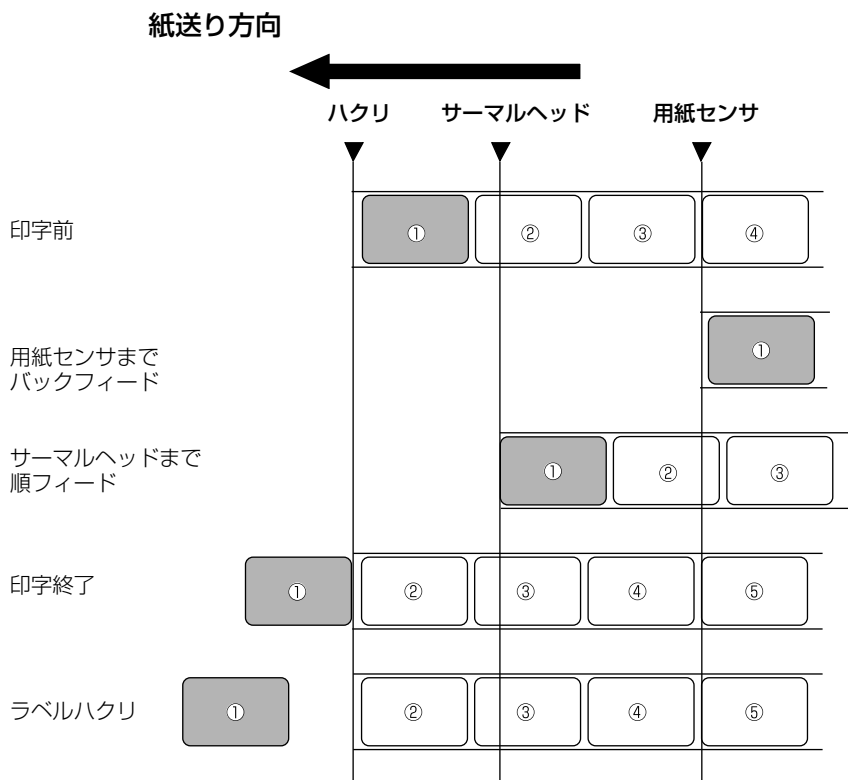 紙送り方向
ハクリ サーマルヘッド 用紙センサ
印字前 ① ② ③ ④
用紙センサまで
バックフィード ①
サーマルヘッドまで
順フィード ① ② ③
印字終了 ① ② ③ ④ ⑤
ラベルハクリ ① ② ③ ④ ⑤